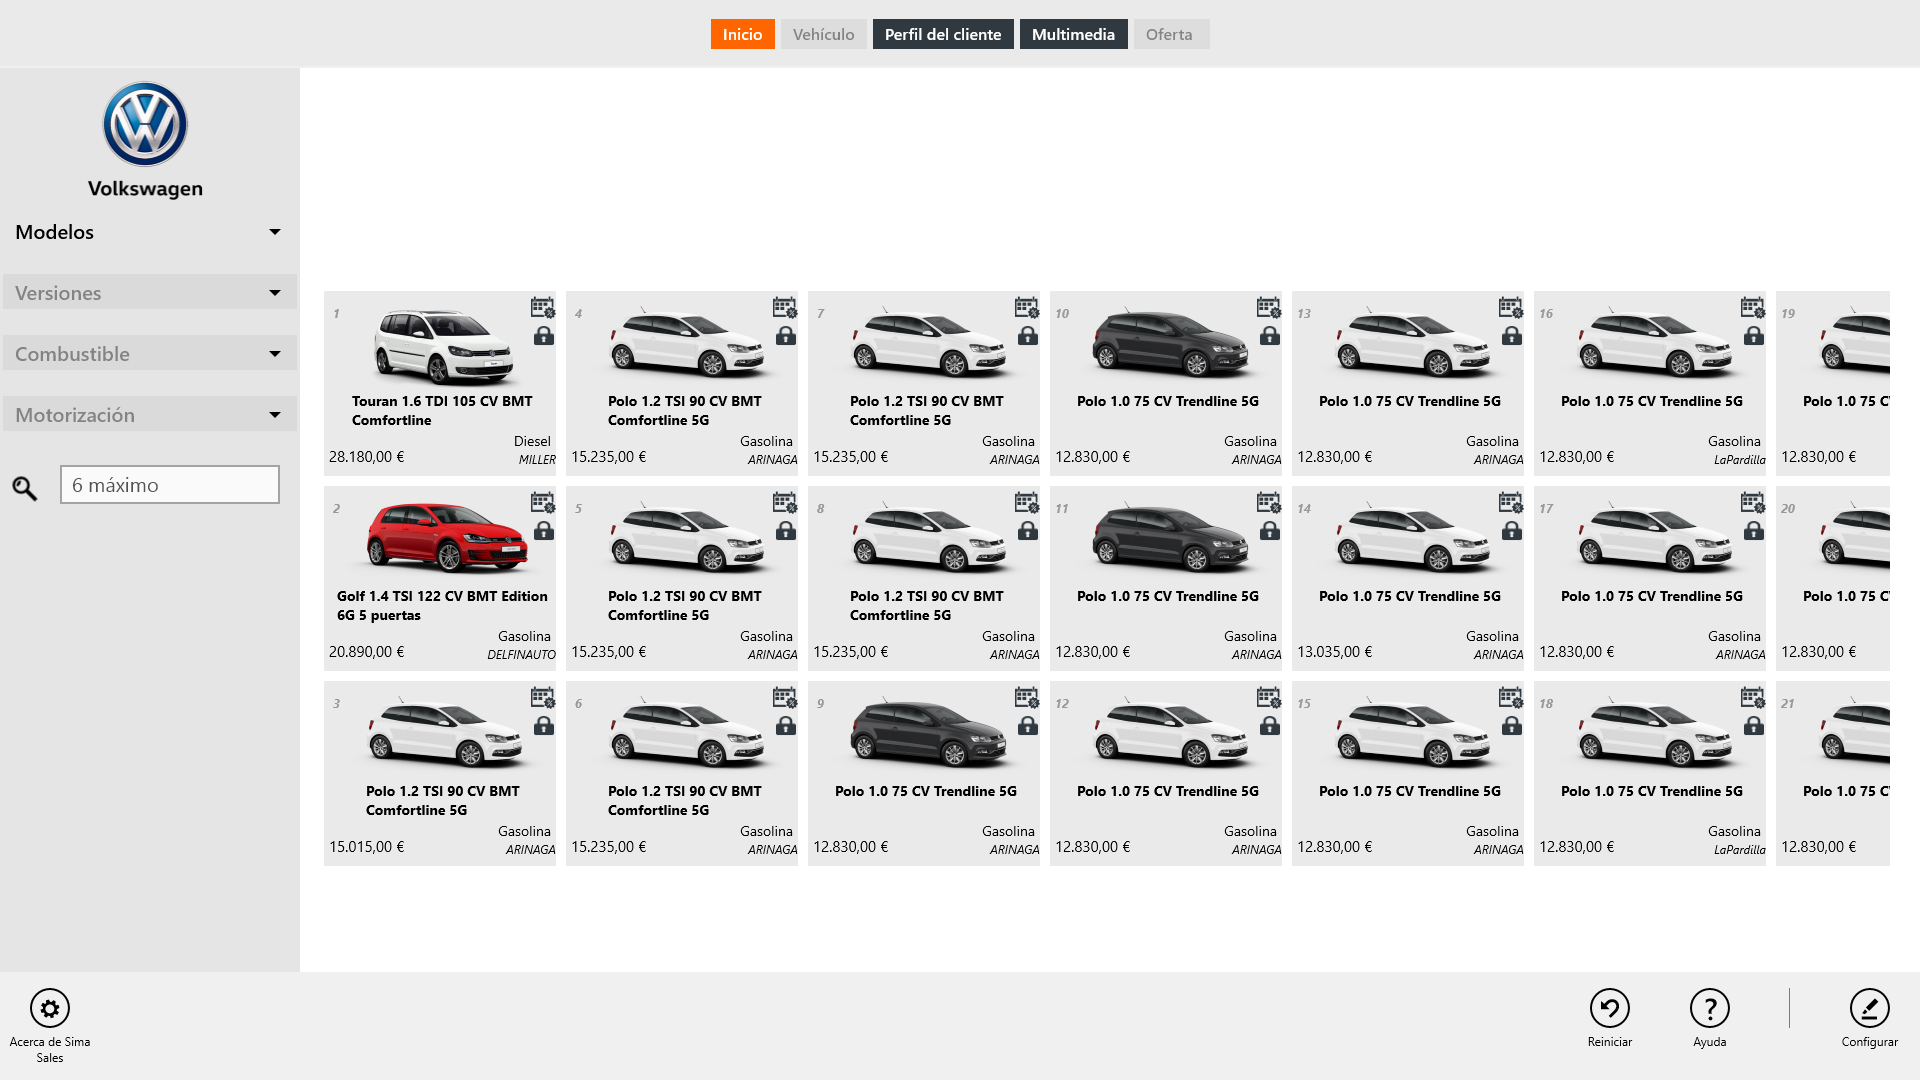 Inicio
Vehículo
Perfil del cliente
Multimedia
Oferta
Volkswagen
Modelos
Versiones
Combustible
Motorización
6 máximo
1
Touran 1.6 TDI 105 CV BMT
Comfortline
Diesel
28.180,00 €
MILLER
4
Polo 1.2 TSI 90 CV BMT
Comfortline 5G
Gasolina
15.235,00 €
ARINAGA
7
Polo 1.2 TSI 90 CV BMT
Comfortline 5G
Gasolina
15.235,00 €
ARINAGA
10
Polo 1.0 75 CV Trendline 5G
Gasolina
12.830,00 €
ARINAGA
13
Polo 1.0 75 CV Trendline 5G
Gasolina
12.830,00 €
ARINAGA
16
Polo 1.0 75 CV Trendline 5G
Gasolina
12.830,00 €
LaPardilla
19
Polo 1.0 75 C
12.830,00 €
2
Golf 1.4 TSI 122 CV BMT Edition
6G 5 puertas
Gasolina
20.890,00 €
DELFINAUTO
5
Polo 1.2 TSI 90 CV BMT
Comfortline 5G
Gasolina
15.235,00 €
ARINAGA
8
Polo 1.2 TSI 90 CV BMT
Comfortline 5G
Gasolina
15.235,00 €
ARINAGA
11
Polo 1.0 75 CV Trendline 5G
Gasolina
12.830,00 €
ARINAGA
14
Polo 1.0 75 CV Trendline 5G
Gasolina
13.035,00 €
ARINAGA
17
Polo 1.0 75 CV Trendline 5G
Gasolina
12.830,00 €
ARINAGA
20
Polo 1.0 75 C
12.830,00 €
3
Polo 1.2 TSI 90 CV BMT
Comfortline 5G
Gasolina
15.015,00 €
ARINAGA
6
Polo 1.2 TSI 90 CV BMT
Comfortline 5G
Gasolina
15.235,00 €
ARINAGA
9
Polo 1.0 75 CV Trendline 5G
Gasolina
12.830,00 €
ARINAGA
12
Polo 1.0 75 CV Trendline 5G
Gasolina
12.830,00 €
ARINAGA
15
Polo 1.0 75 CV Trendline 5G
Gasolina
12.830,00 €
ARINAGA
18
Polo 1.0 75 CV Trendline 5G
Gasolina
12.830,00 €
LaPardilla
21
Polo 1.0 75 C
12.830,00 €
Acerca de Sima
Sales
Reiniciar
Ayuda
Configurar